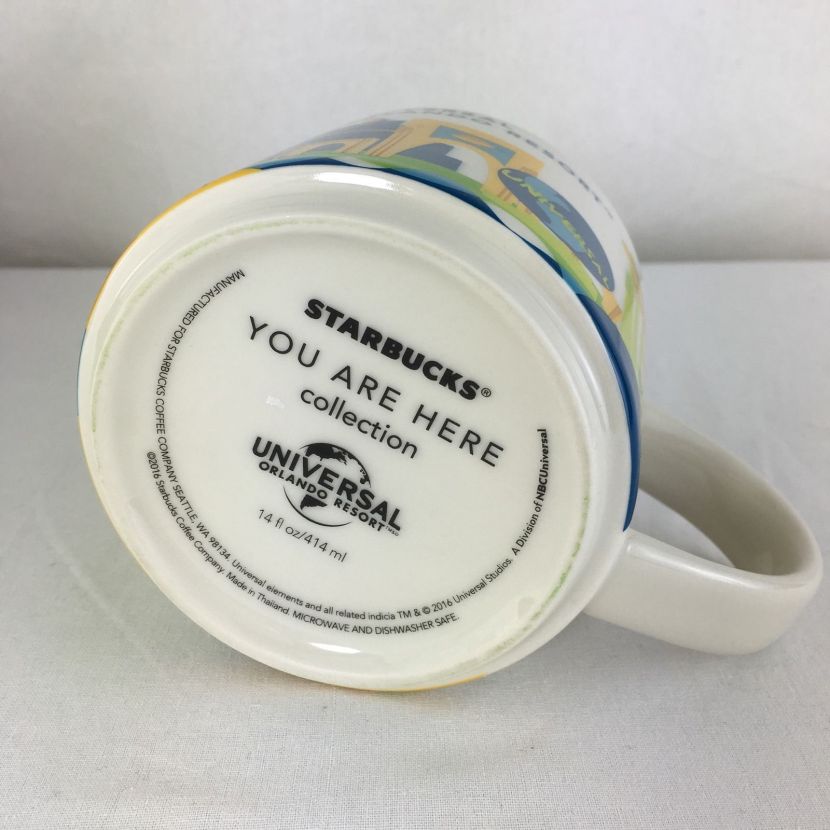 RESORT
UNIVERSAL
STARBUCKS®
YOU ARE HERE
collection
UNIVERSAL
ORLANDO RESORT
14 fl oz/414 ml
MANUFACTURED FOR STARBUCKS COFFEE COMPANY SEATTLE, WA 98134. Universal elements and all related indicia TM & © 2016 Universal Studios. A Division of NBCUniversal
©2016 Starbucks Coffee Company. Made in Thailand. MICROWAVE AND DISHWASHER SAFE.